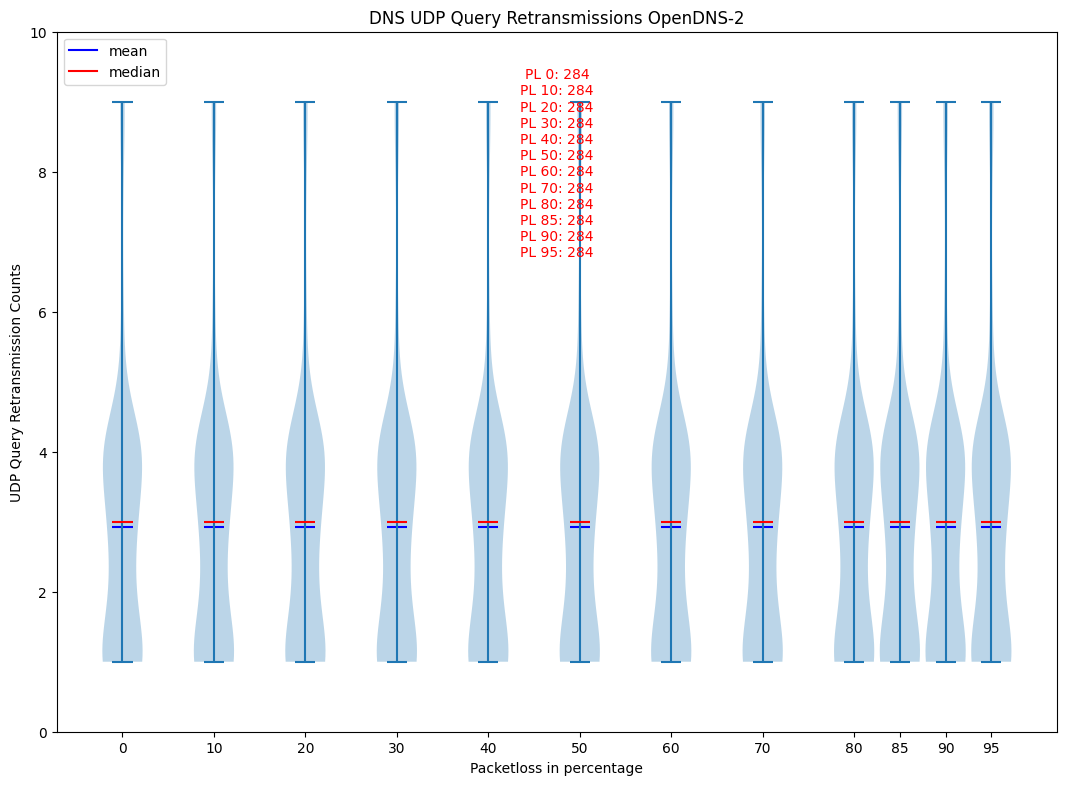 DNS UDP Query Retransmissions OpenDNS-2
mean
median
PL 0: 284
PL 10: 284
PL 20: 284
PL 30: 284
PL 40: 284
PL 50: 284
PL 60: 284
PL 70: 284
PL 80: 284
PL 85: 284
PL 90: 284
PL 95: 284
UDP Query Retransmission Counts
10
8
6
4
2
0
0 10 20 30 40 50 60 70 80 85 90 95
Packetloss in percentage